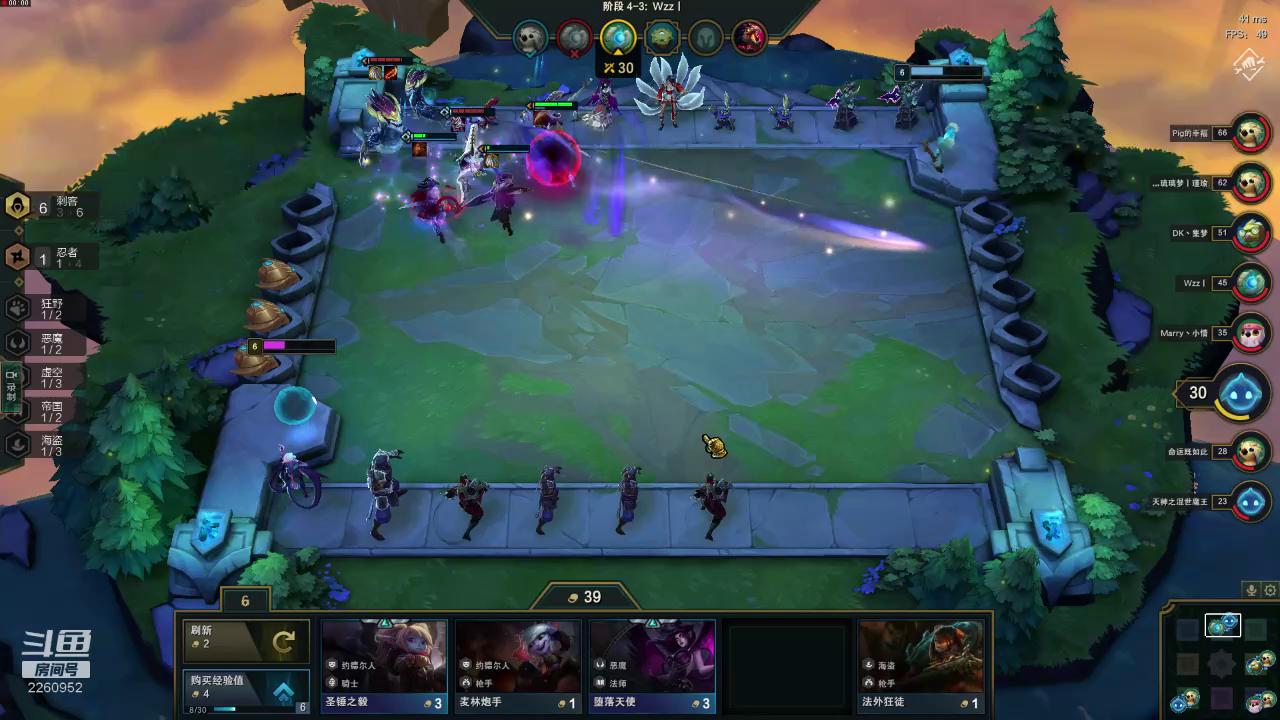 00:00
阶段 4-3: Wzz丨
30
41 ms
FPS: 49
6
Pig的幸福 66
...琉璃梦丨瑾瑜 62
DK丶集梦 51
Wzz丨 45
Marry丶小情 35
30
命运既如此 28
天神之混世魔王 23
6 刺客
3 6
1 忍者
1 4
狂野
1/2
恶魔
1/2
虚空
1/3
帝国
1/2
海盗
1/3
录制
6
6
39
刷新
2
购买经验值
4
8/30
6
约德尔人
骑士
圣锤之毅 3
约德尔人
枪手
麦林炮手 1
恶魔
法师
堕落天使 3
海盗
枪手
法外狂徒 1
斗鱼
房间号
2260952